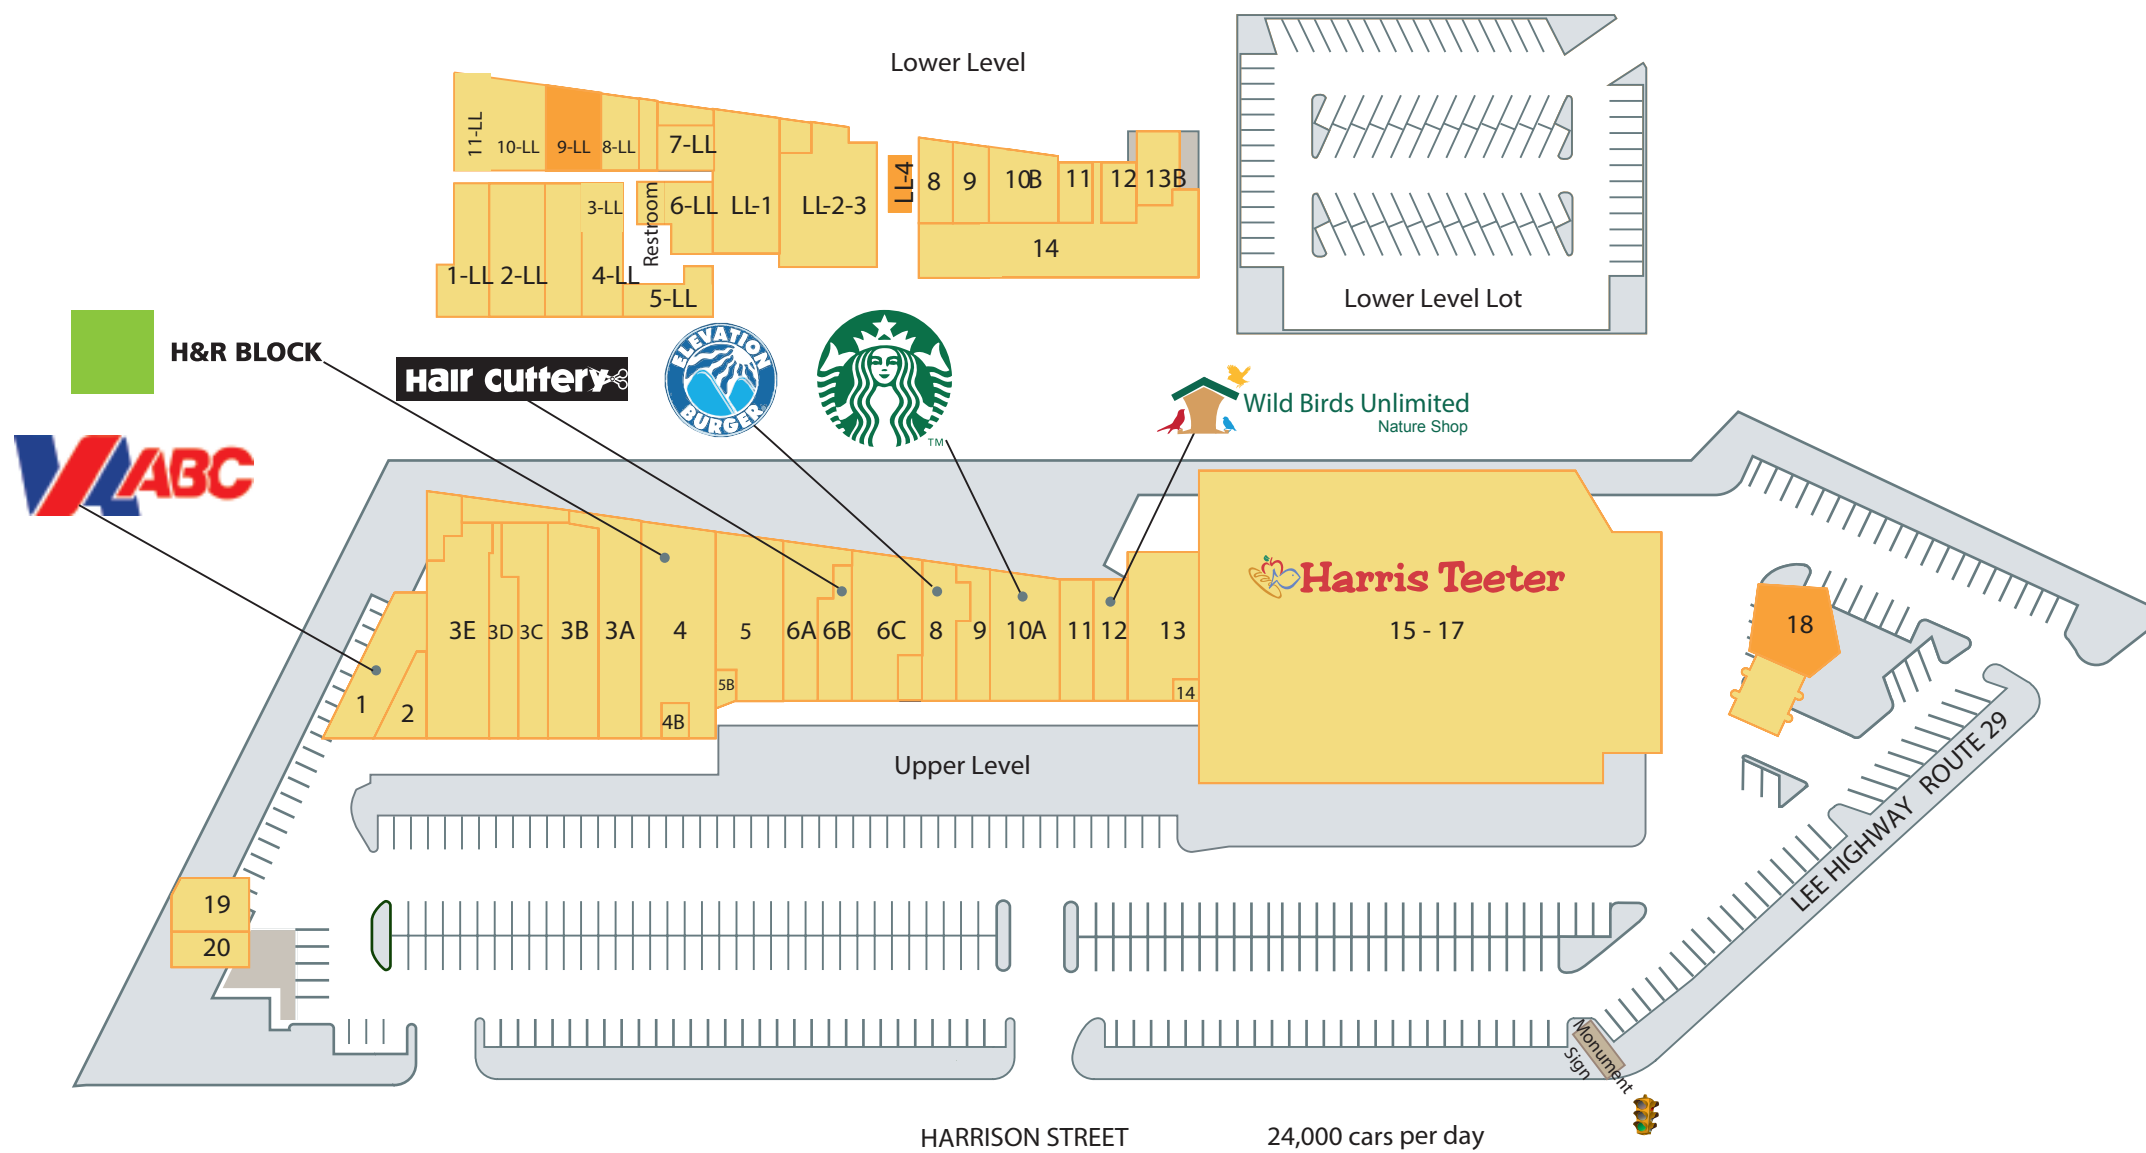 Lower Level
11-LL
10-LL
9-LL
8-LL
7-LL
3-LL
Restroom
6-LL
LL-1
LL-2-3
LL-4
8
9
10B
11
12
13B
14
1-LL
2-LL
4-LL
5-LL
Lower Level Lot
H&R BLOCK
Hair cuttery
ELEVATION
BURGER
TM
Wild Birds Unlimited
Nature Shop
VA ABC
Harris Teeter
3E
3D
3C
3B
3A
4
5
6A
6B
6C
8
9
10A
11
12
13
15 - 17
18
1
2
4B
5B
14
Upper Level
LEE HIGHWAY ROUTE 29
19
20
Monument
Sign
HARRISON STREET
24,000 cars per day